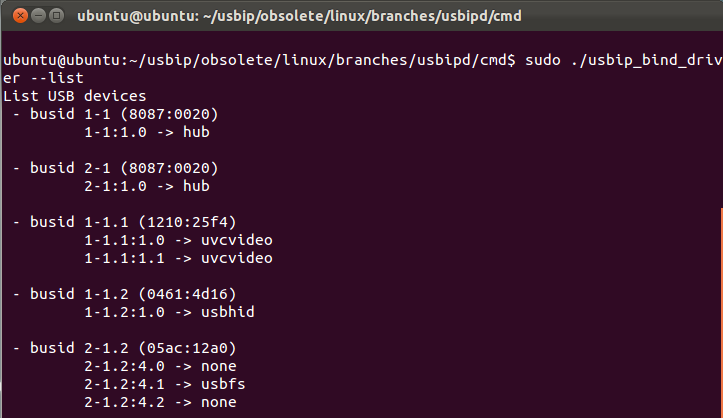 ubuntu@ubuntu: ~/usbip/obsolete/linux/branches/usbipd/cmd
ubuntu@ubuntu:~/usbip/obsolete/linux/branches/usbipd/cmd$ sudo ./usbip_bind_driv
er --list
List USB devices
 - busid 1-1 (8087:0020)
         1-1:1.0 -> hub

 - busid 2-1 (8087:0020)
         2-1:1.0 -> hub

 - busid 1-1.1 (1210:25f4)
         1-1.1:1.0 -> uvcvideo
         1-1.1:1.1 -> uvcvideo

 - busid 1-1.2 (0461:4d16)
         1-1.2:1.0 -> usbhid

 - busid 2-1.2 (05ac:12a0)
         2-1.2:4.0 -> none
         2-1.2:4.1 -> usbfs
         2-1.2:4.2 -> none